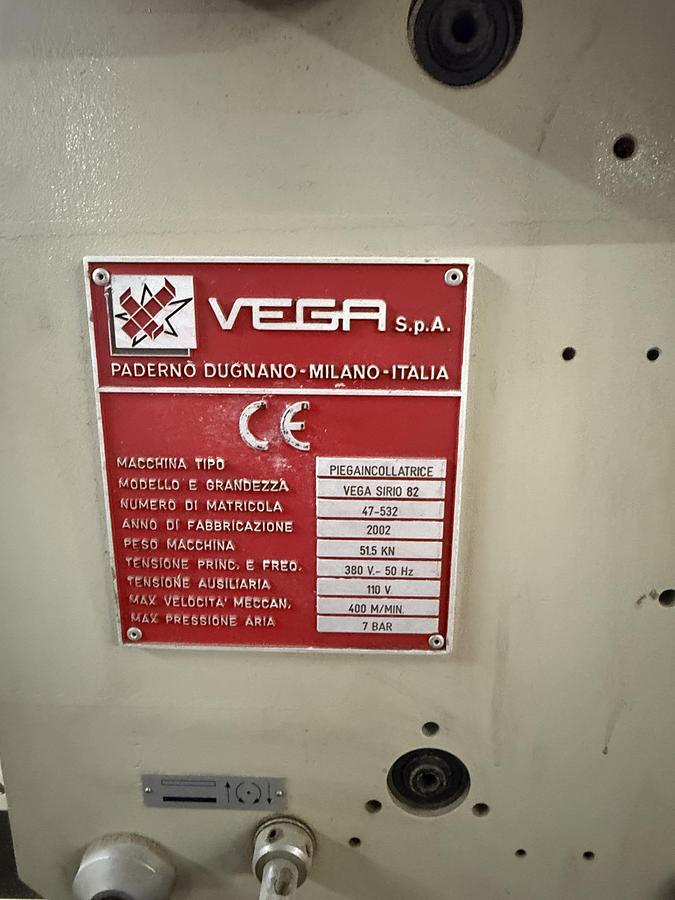 VEGA S.p.A.
PADERNO DUGNANO - MILANO - ITALIA
CE
MACCHINA TIPO PIEGAINCOLLATRICE
MODELLO E GRANDEZZA VEGA SIRIO 82
NUMERO DI MATRICOLA 47-532
ANNO DI FABBRICAZIONE 2002
PESO MACCHINA 51.5 KN
TENSIONE PRINC. E FREQ. 380 V.- 50 Hz
TENSIONE AUSILIARIA 110 V
MAX VELOCITA' MECCAN. 400 M/MIN.
MAX PRESSIONE ARIA 7 BAR